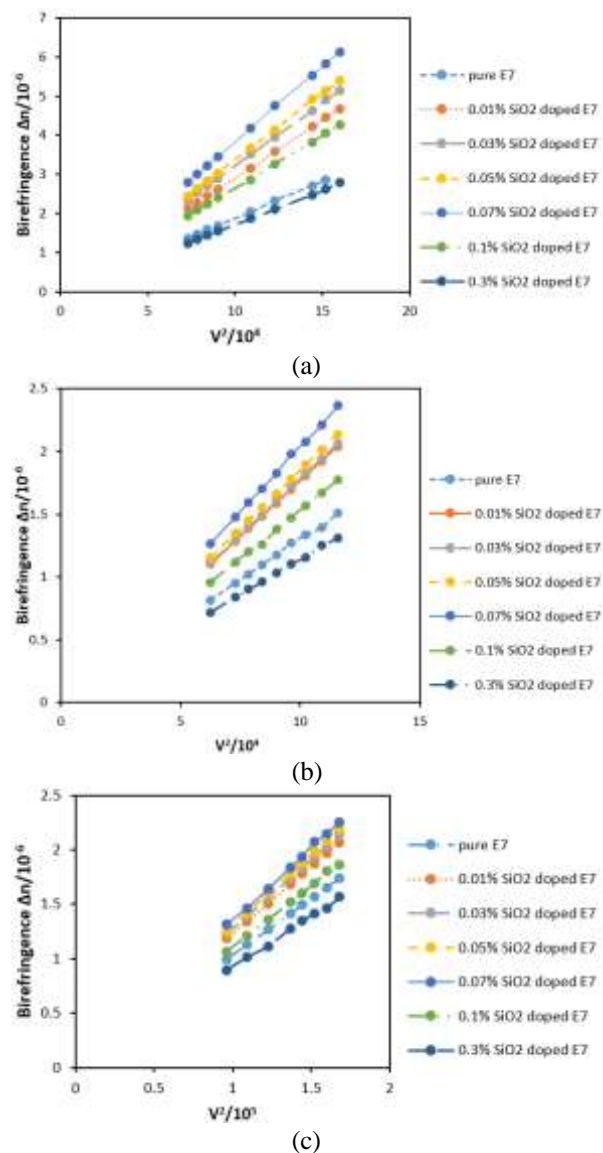 7
6
5
4
3
2
1
0
0 5 10 15 20
Birefringence Δn/10⁻⁶
V²/10⁴
pure E7
0.01% SiO2 doped E7
0.03% SiO2 doped E7
0.05% SiO2 doped E7
0.07% SiO2 doped E7
0.1% SiO2 doped E7
0.3% SiO2 doped E7
(a)
2.5
2
1.5
1
0.5
0
0 5 10 15
Birefringence Δn/10⁻⁶
V²/10⁴
pure E7
0.01% SiO2 doped E7
0.03% SiO2 doped E7
0.05% SiO2 doped E7
0.07% SiO2 doped E7
0.1% SiO2 doped E7
0.3% SiO2 doped E7
(b)
2.5
2
1.5
1
0.5
0
0 0.5 1 1.5 2
Birefringence Δn/10⁻⁶
V²/10⁵
pure E7
0.01% SiO2 doped E7
0.03% SiO2 doped E7
0.05% SiO2 doped E7
0.07% SiO2 doped E7
0.1% SiO2 doped E7
0.3% SiO2 doped E7
(c)